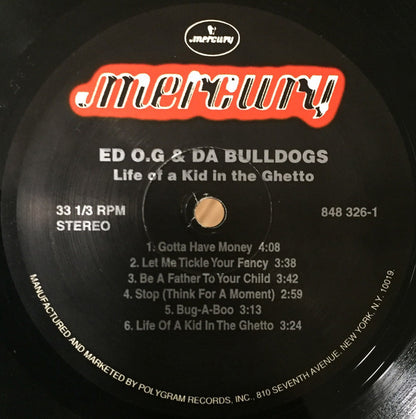 mercury
mercury
ED O.G & DA BULLDOGS
Life of a Kid in the Ghetto
33 1/3 RPM
STEREO
848 326-1
1. Gotta Have Money 4:08
2. Let Me Tickle Your Fancy 3:38
3. Be A Father To Your Child 3:42
4. Stop (Think For A Moment) 2:59
5. Bug-A-Boo 3:13
6. Life Of A Kid In The Ghetto 3:24
MANUFACTURED AND MARKETED BY POLYGRAM RECORDS, INC., 810 SEVENTH AVENUE, NEW YORK, N.Y. 10019.